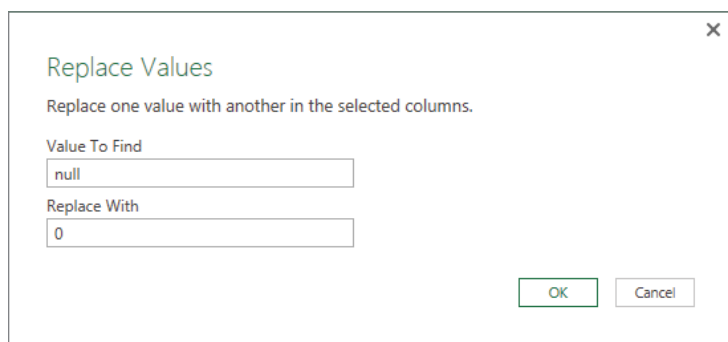 Replace Values
Replace one value with another in the selected columns.
Value To Find
null
Replace With
0
OK Cancel